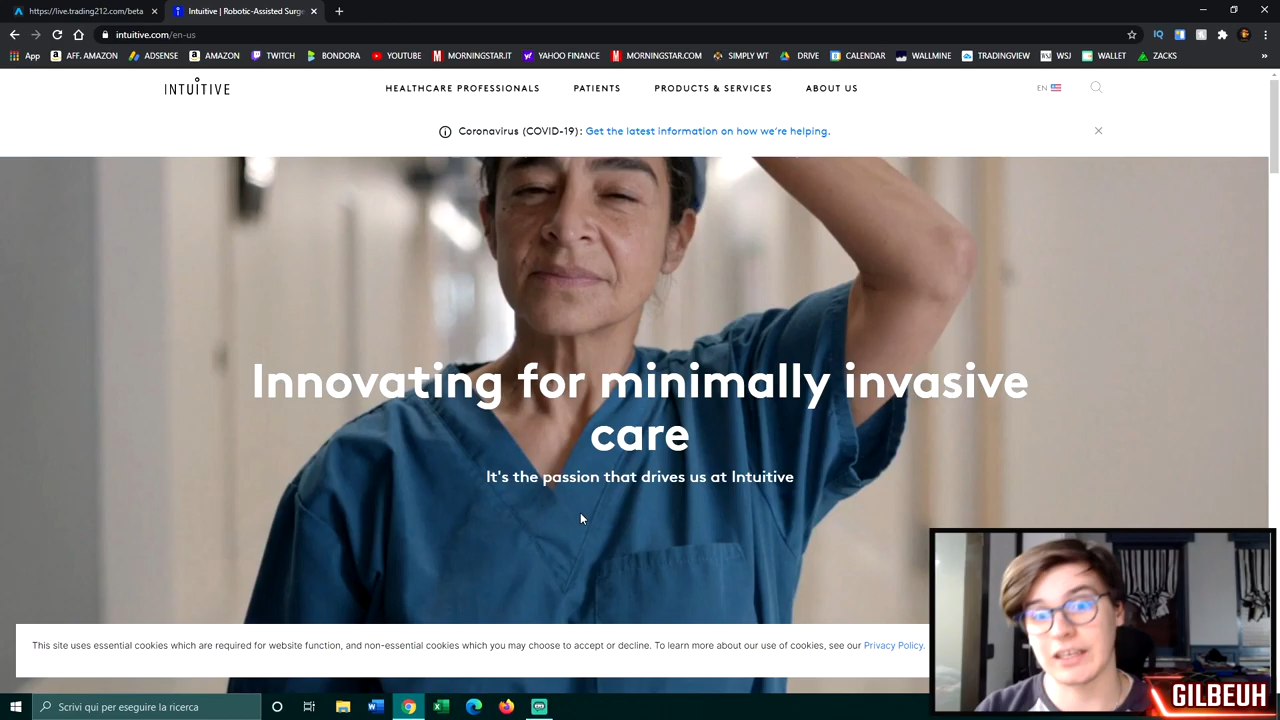 https://live.trading212.com/beta
Intuitive | Robotic-Assisted Surge
intuitive.com/en-us
App
AFF. AMAZON
ADSENSE
AMAZON
TWITCH
BONDORA
YOUTUBE
MORNINGSTAR.IT
YAHOO FINANCE
MORNINGSTAR.COM
SIMPLY WT
DRIVE
CALENDAR
WALLMINE
TRADINGVIEW
WSJ
WALLET
ZACKS
INTUITIVE
HEALTHCARE PROFESSIONALS
PATIENTS
PRODUCTS & SERVICES
ABOUT US
EN
Coronavirus (COVID-19): Get the latest information on how we're helping.
Innovating for minimally invasive
care
It's the passion that drives us at Intuitive
This site uses essential cookies which are required for website function, and non-essential cookies which you may choose to accept or decline. To learn more about our use of cookies, see our Privacy Policy.
GILBEUH
Scrivi qui per eseguire la ricerca